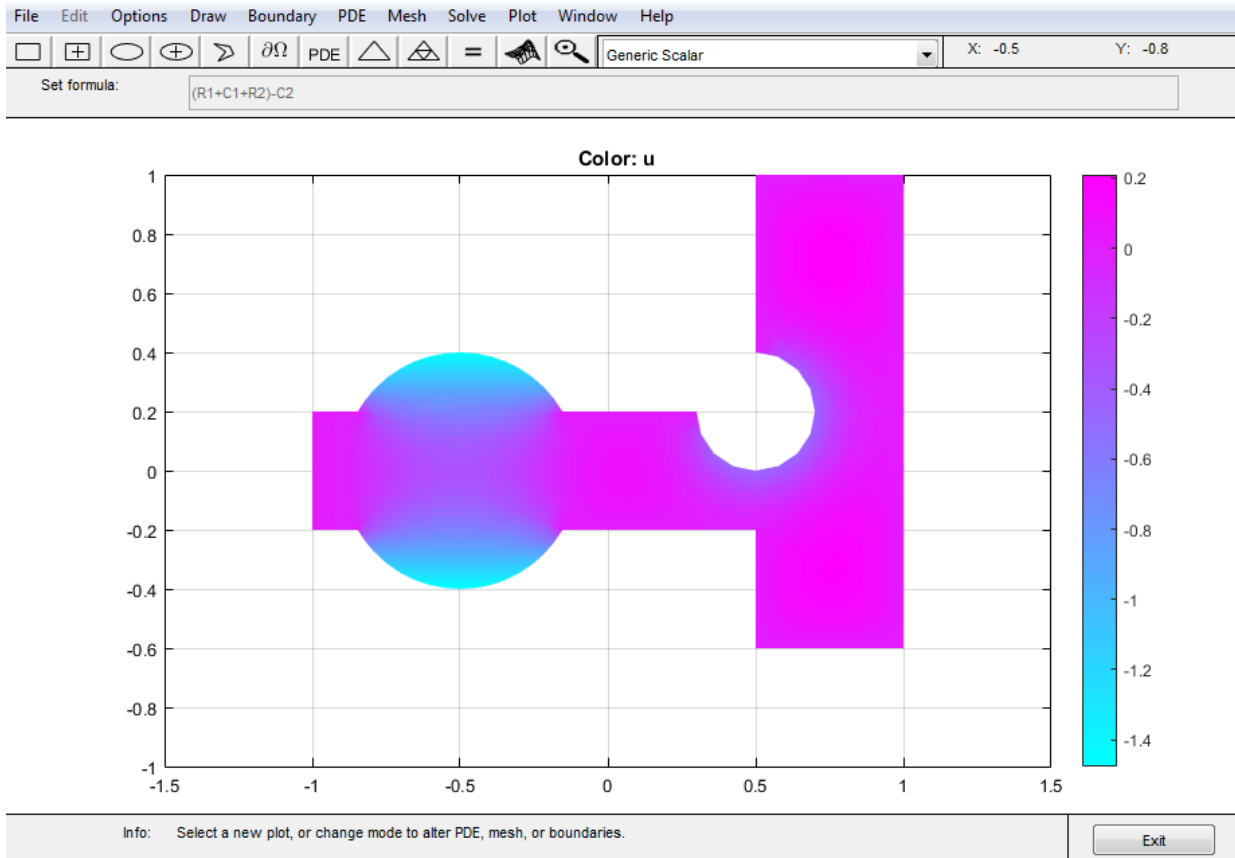 File Edit Options Draw Boundary PDE Mesh Solve Plot Window Help
∂Ω PDE = Generic Scalar X: -0.5 Y: -0.8
Set formula: (R1+C1+R2)-C2
Color: u
1
0.8
0.6
0.4
0.2
0
-0.2
-0.4
-0.6
-0.8
-1
-1.5 -1 -0.5 0 0.5 1 1.5
0.2
0
-0.2
-0.4
-0.6
-0.8
-1
-1.2
-1.4
Info: Select a new plot, or change mode to alter PDE, mesh, or boundaries.
Exit